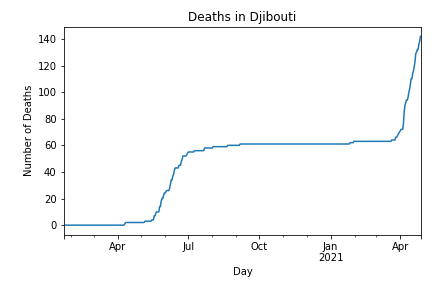 Deaths in Djibouti
140
120
100
80
60
40
20
0
Number of Deaths
Apr
Jul
Oct
Jan
2021
Apr
Day